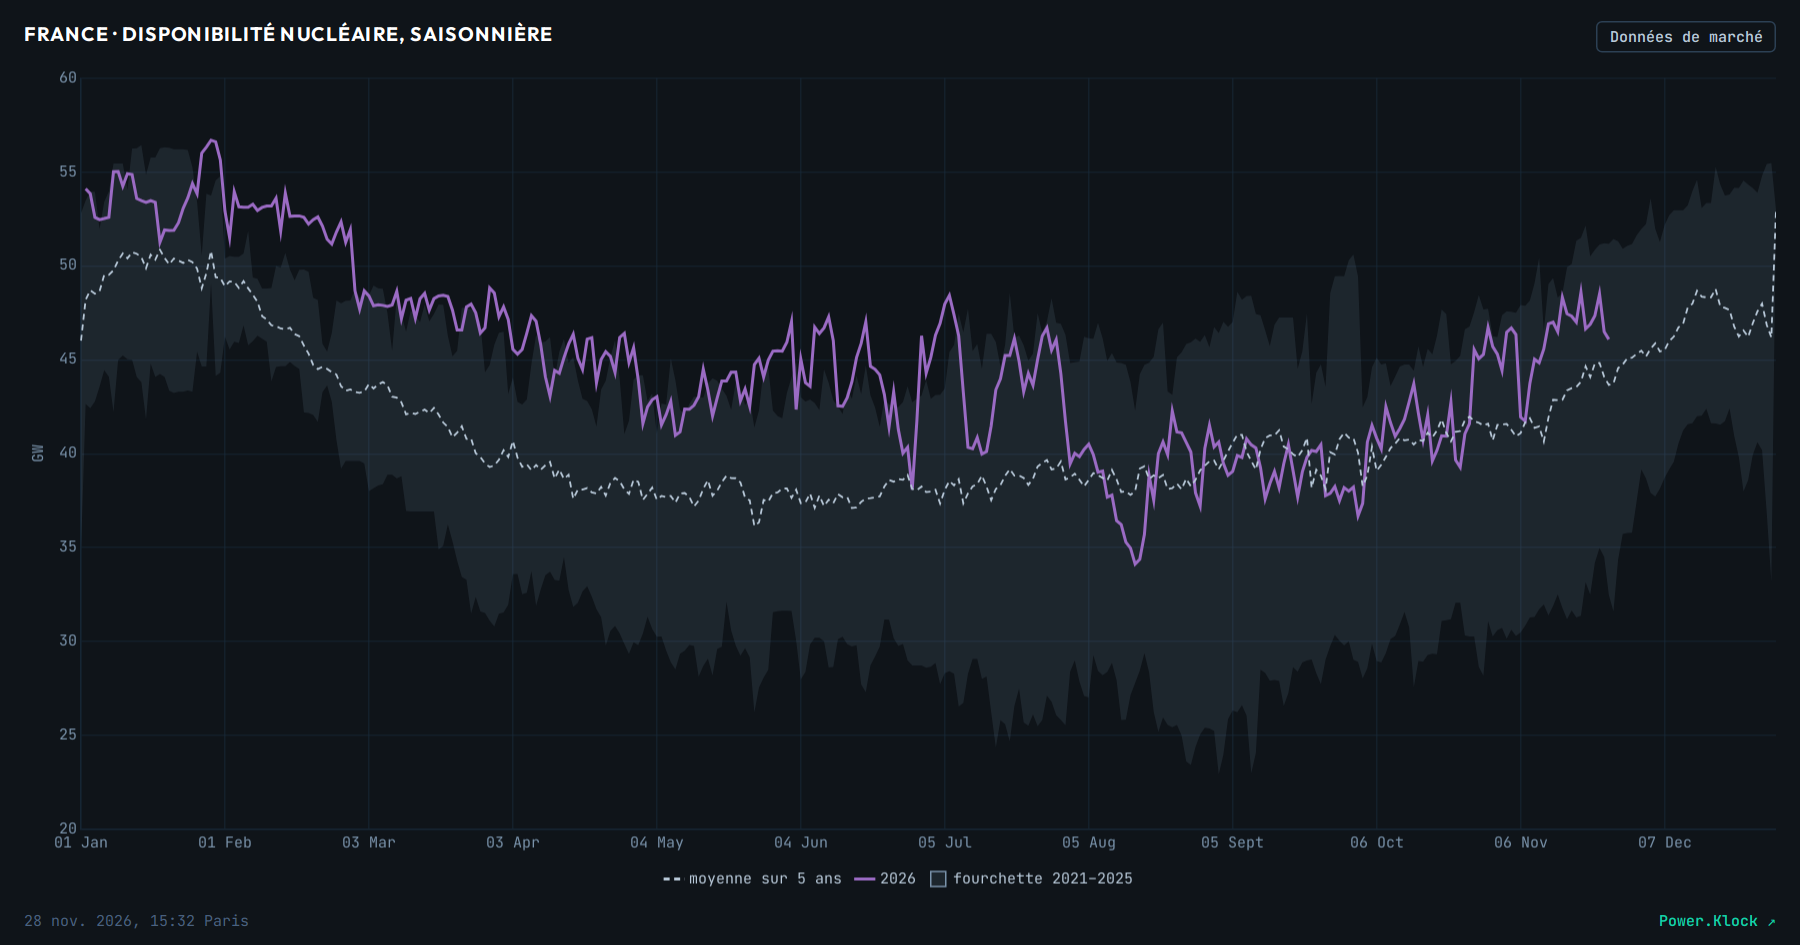 FRANCE · DISPONIBILITÉ NUCLÉAIRE, SAISONNIÈRE
Données de marché
60
55
50
45
40
35
30
25
20
GW
01 Jan
01 Feb
03 Mar
03 Apr
04 May
04 Jun
05 Jul
05 Aug
05 Sept
06 Oct
06 Nov
07 Dec
moyenne sur 5 ans
2026
fourchette 2021–2025
28 nov. 2026, 15:32 Paris
Power.Klock ↗